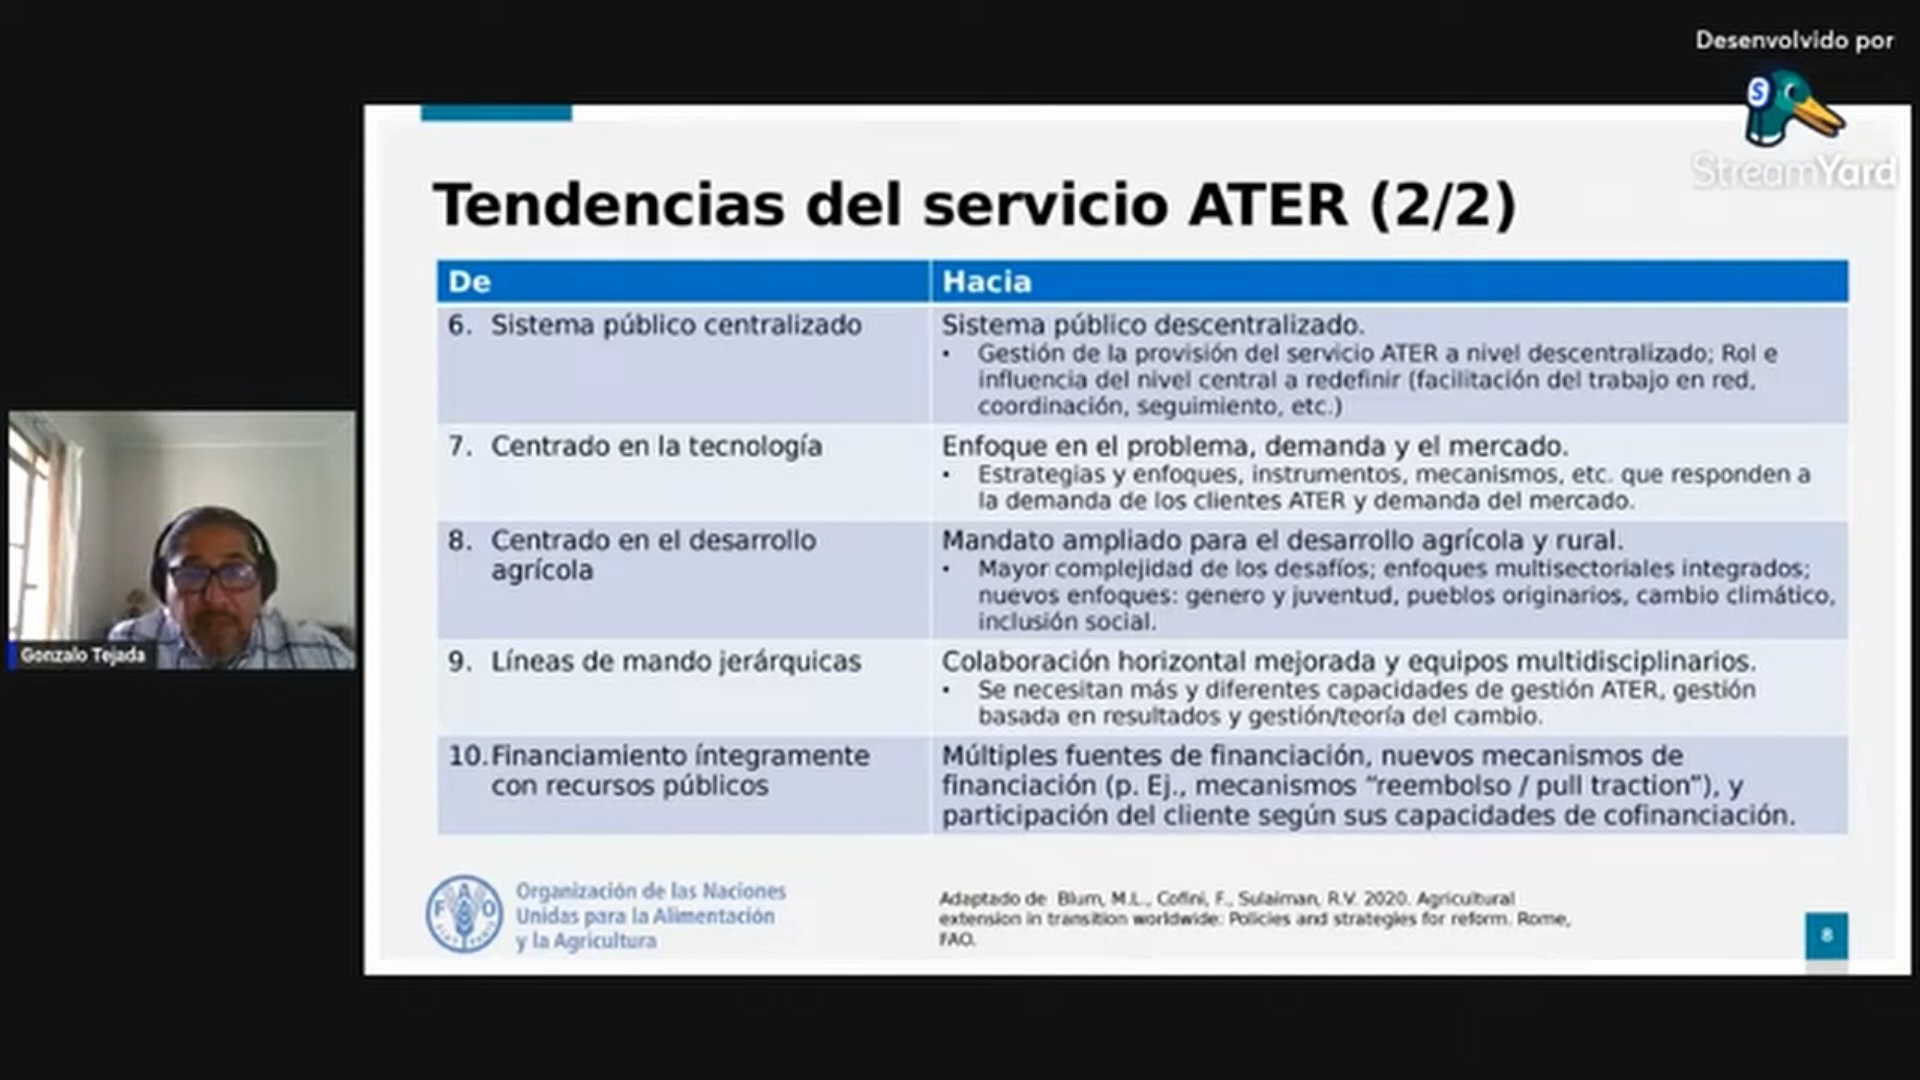 Desenvolvido por
StreamYard
Tendencias del servicio ATER (2/2)
De
Hacia
6. Sistema público centralizado
Sistema público descentralizado.
• Gestión de la provisión del servicio ATER a nivel descentralizado; Rol e
influencia del nivel central a redefinir (facilitación del trabajo en red,
coordinación, seguimiento, etc.)
7. Centrado en la tecnología
Enfoque en el problema, demanda y el mercado.
• Estrategias y enfoques, instrumentos, mecanismos, etc. que responden a
la demanda de los clientes ATER y demanda del mercado.
8. Centrado en el desarrollo
agrícola
Mandato ampliado para el desarrollo agrícola y rural.
• Mayor complejidad de los desafíos; enfoques multisectoriales integrados;
nuevos enfoques: genero y juventud, pueblos originarios, cambio climático,
inclusión social.
9. Líneas de mando jerárquicas
Colaboración horizontal mejorada y equipos multidisciplinarios.
• Se necesitan más y diferentes capacidades de gestión ATER, gestión
basada en resultados y gestión/teoría del cambio.
10. Financiamiento íntegramente
con recursos públicos
Múltiples fuentes de financiación, nuevos mecanismos de
financiación (p. Ej., mecanismos “reembolso / pull traction”), y
participación del cliente según sus capacidades de cofinanciación.
Gonzalo Tejada
FAO
Organización de las Naciones
Unidas para la Alimentación
y la Agricultura
Adaptado de Blum, M.L., Cofini, F., Sulaiman, R.V. 2020. Agricultural
extension in transition worldwide: Policies and strategies for reform. Rome,
FAO.
8